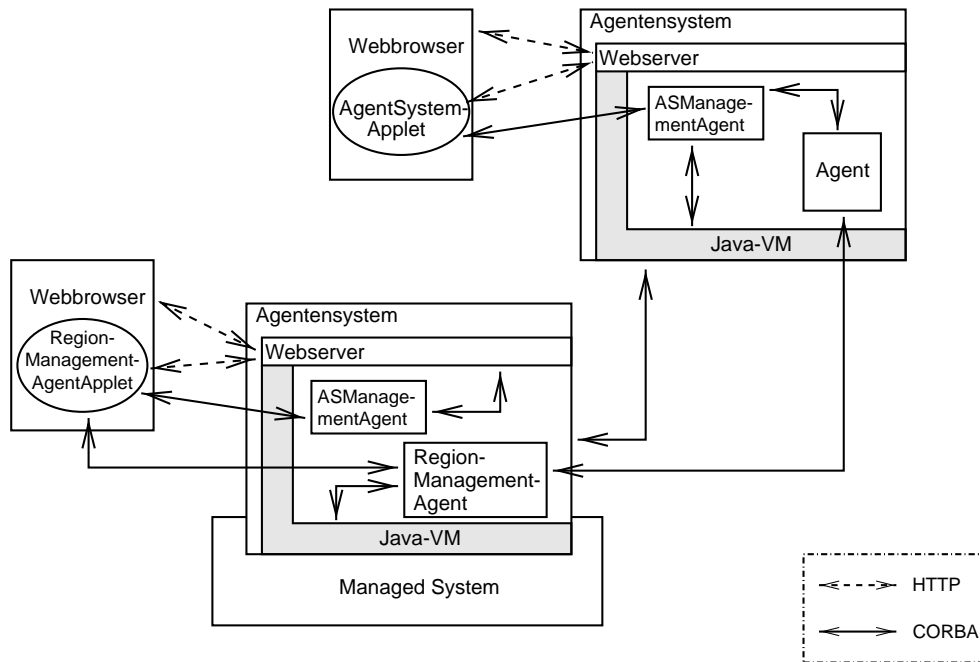 Agentensystem
Webbrowser
Webserver
AgentSystem-
Applet
ASManage-
mentAgent
Agent
Java-VM
Webbrowser
Region-
Management-
AgentApplet
Agentensystem
Webserver
ASManage-
mentAgent
Region-
Management-
Agent
Java-VM
Managed System
HTTP
CORBA